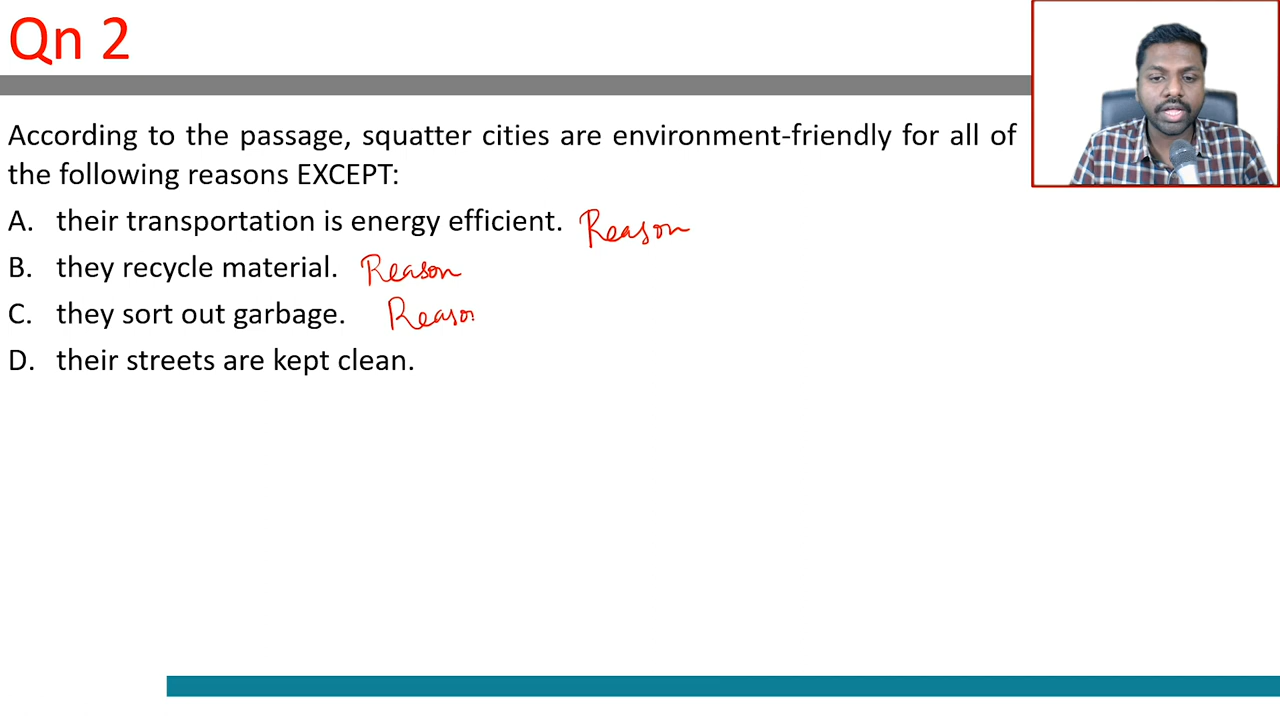 Qn 2
According to the passage, squatter cities are environment-friendly for all of
the following reasons EXCEPT:
A. their transportation is energy efficient. Reason
B. they recycle material. Reason
C. they sort out garbage. Reaso
D. their streets are kept clean.